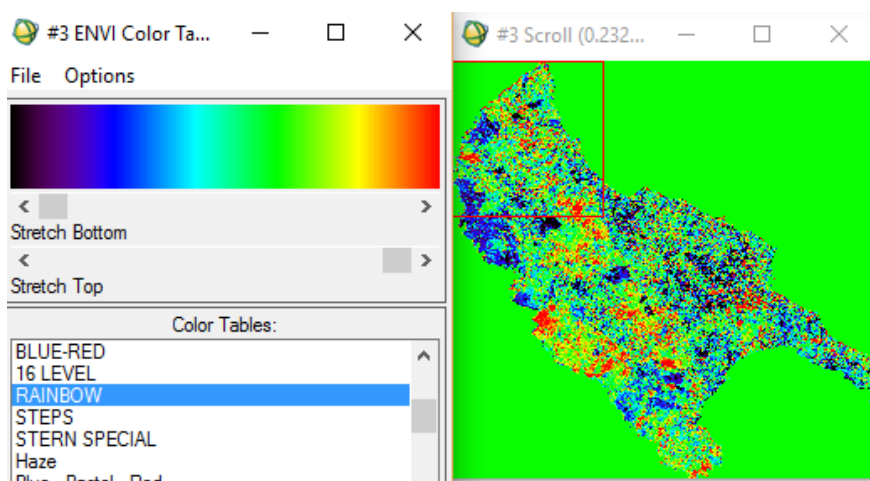 #3 ENVI Color Ta...
File Options
Stretch Bottom
Stretch Top
Color Tables:
BLUE-RED
16 LEVEL
RAINBOW
STEPS
STERN SPECIAL
Haze
#3 Scroll (0.232...